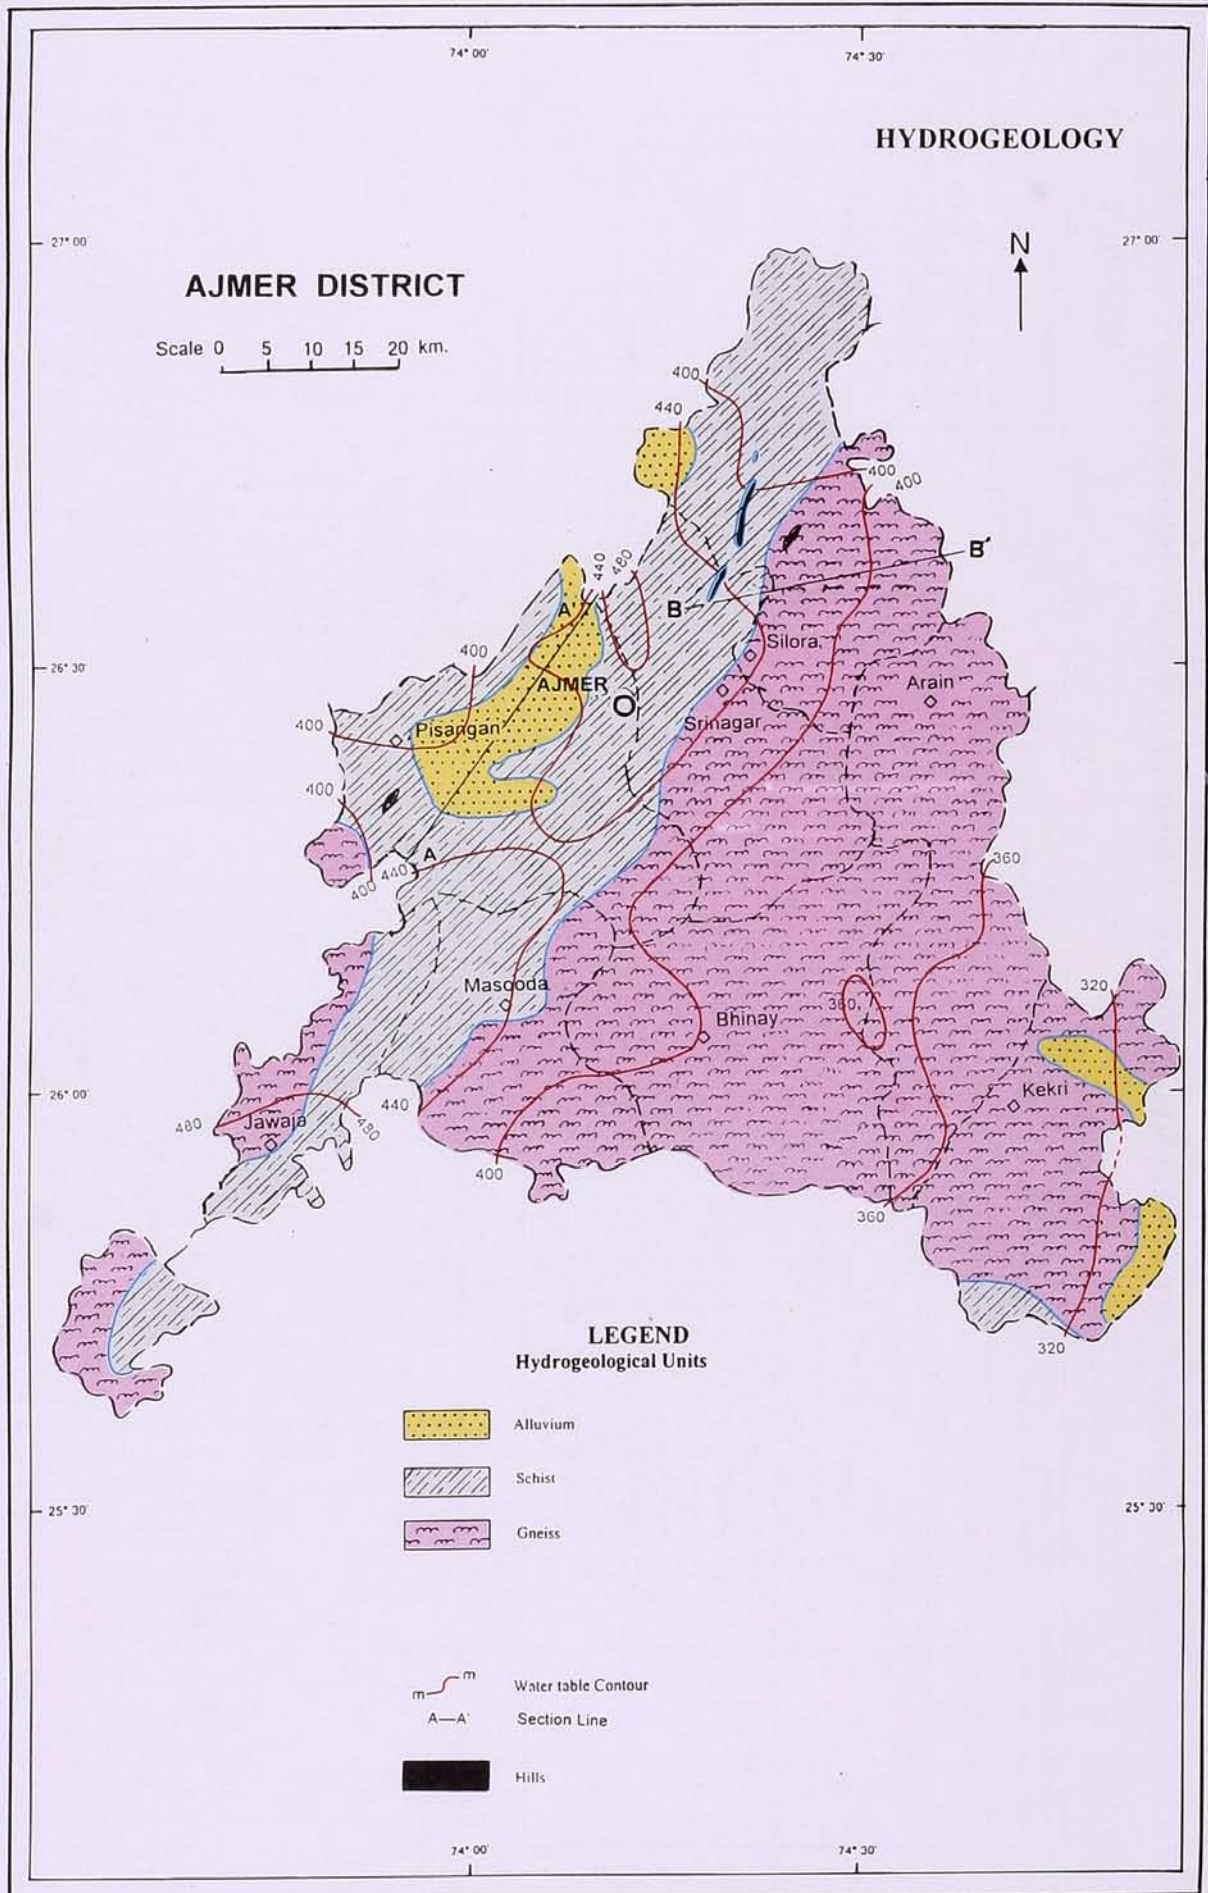 74° 00'
74° 30'
HYDROGEOLOGY
27° 00'
27° 00'
N
AJMER DISTRICT
Scale 0 5 10 15 20 km.
400
440
400
400
B'
440
480
A'
B
Silora
26° 30'
400
AJMER
Arain
Srinagar
400
Pisangan
400
A
440
400
360
Masooda
320
360
Bhinay
Kekri
26° 00'
26° 00'
440
480
Jawaja
480
400
360
320
LEGEND
Hydrogeological Units
Alluvium
Schist
25° 30'
25° 30'
Gneiss
m m Water table Contour
A—A' Section Line
Hills
74° 00'
74° 30'